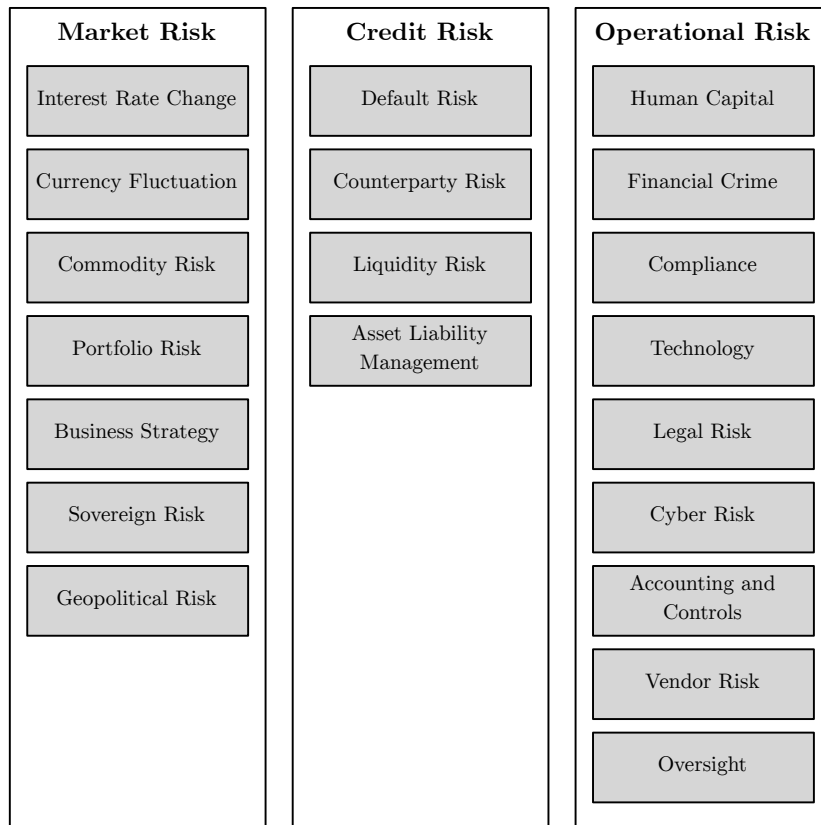 Market Risk
Interest Rate Change
Currency Fluctuation
Commodity Risk
Portfolio Risk
Business Strategy
Sovereign Risk
Geopolitical Risk
Credit Risk
Default Risk
Counterparty Risk
Liquidity Risk
Asset Liability
Management
Operational Risk
Human Capital
Financial Crime
Compliance
Technology
Legal Risk
Cyber Risk
Accounting and
Controls
Vendor Risk
Oversight